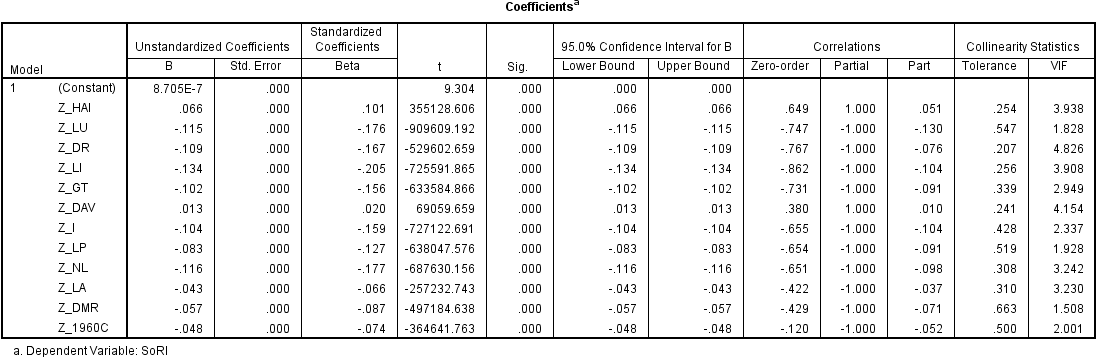 Coefficientsᵃ
Model Unstandardized Coefficients Standardized Coefficients t Sig. 95.0% Confidence Interval for B Correlations Collinearity Statistics
B Std. Error Beta Lower Bound Upper Bound Zero-order Partial Part Tolerance VIF
1 (Constant) 8.705E-7 .000 9.304 .000 .000 .000
Z_HAI .066 .000 .101 355128.606 .000 .066 .066 .649 1.000 .051 .254 3.938
Z_LU -.115 .000 -.176 -909609.192 .000 -.115 -.115 -.747 -1.000 -.130 .547 1.828
Z_DR -.109 .000 -.167 -529602.659 .000 -.109 -.109 -.767 -1.000 -.076 .207 4.826
Z_LI -.134 .000 -.205 -725591.865 .000 -.134 -.134 -.862 -1.000 -.104 .256 3.908
Z_GT -.102 .000 -.156 -633584.866 .000 -.102 -.102 -.731 -1.000 -.091 .339 2.949
Z_DAV .013 .000 .020 69059.659 .000 .013 .013 .380 1.000 .010 .241 4.154
Z_I -.104 .000 -.159 -727122.691 .000 -.104 -.104 -.655 -1.000 -.104 .428 2.337
Z_LP -.083 .000 -.127 -638047.576 .000 -.083 -.083 -.654 -1.000 -.091 .519 1.928
Z_NL -.116 .000 -.177 -687630.156 .000 -.116 -.116 -.651 -1.000 -.098 .308 3.242
Z_LA -.043 .000 -.066 -257232.743 .000 -.043 -.043 -.422 -1.000 -.037 .310 3.230
Z_DMR -.057 .000 -.087 -497184.638 .000 -.057 -.057 -.429 -1.000 -.071 .663 1.508
Z_1960C -.048 .000 -.074 -364641.763 .000 -.048 -.048 -.120 -1.000 -.052 .500 2.001
a. Dependent Variable: SoRI